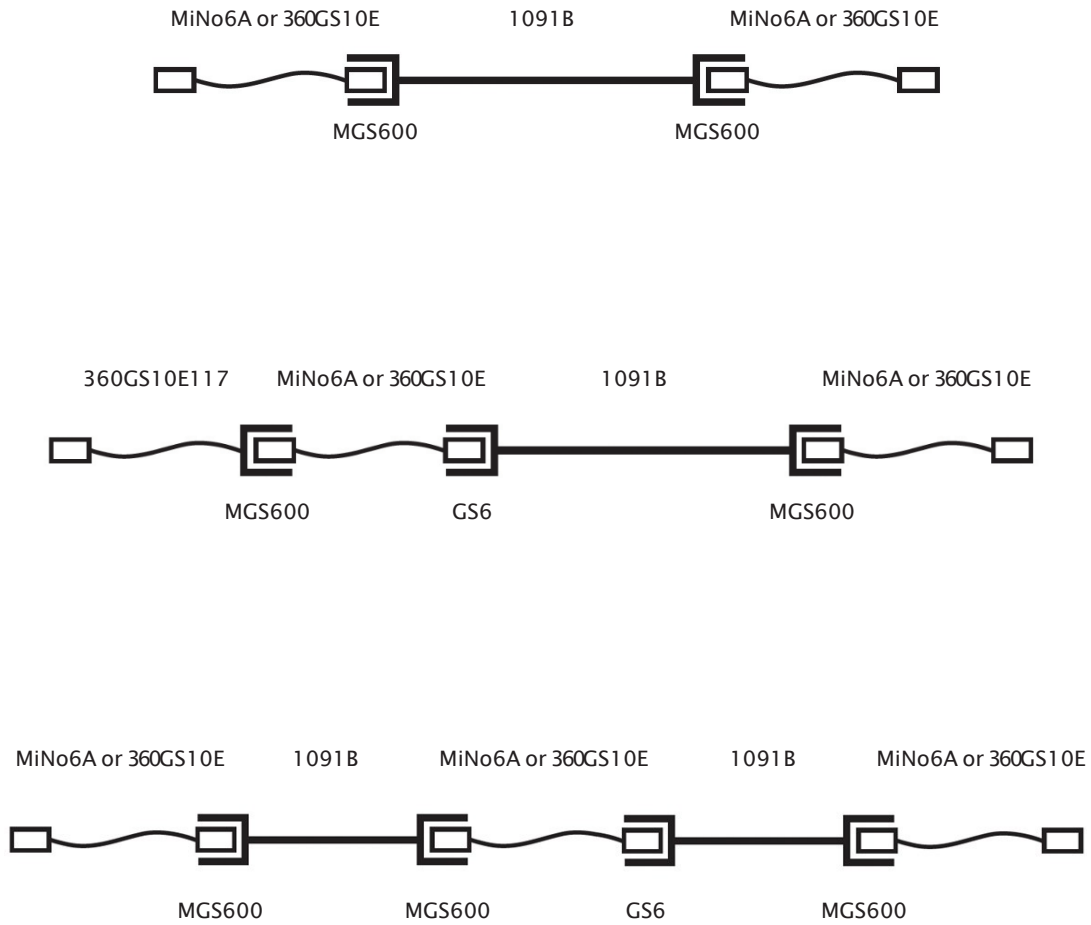 MiNo6A or 360GS10E 1091B MiNo6A or 360GS10E
MGS600 MGS600
360GS10E117 MiNo6A or 360GS10E 1091B MiNo6A or 360GS10E
MGS600 GS6 MGS600
MiNo6A or 360GS10E 1091B MiNo6A or 360GS10E 1091B MiNo6A or 360GS10E
MGS600 MGS600 GS6 MGS600